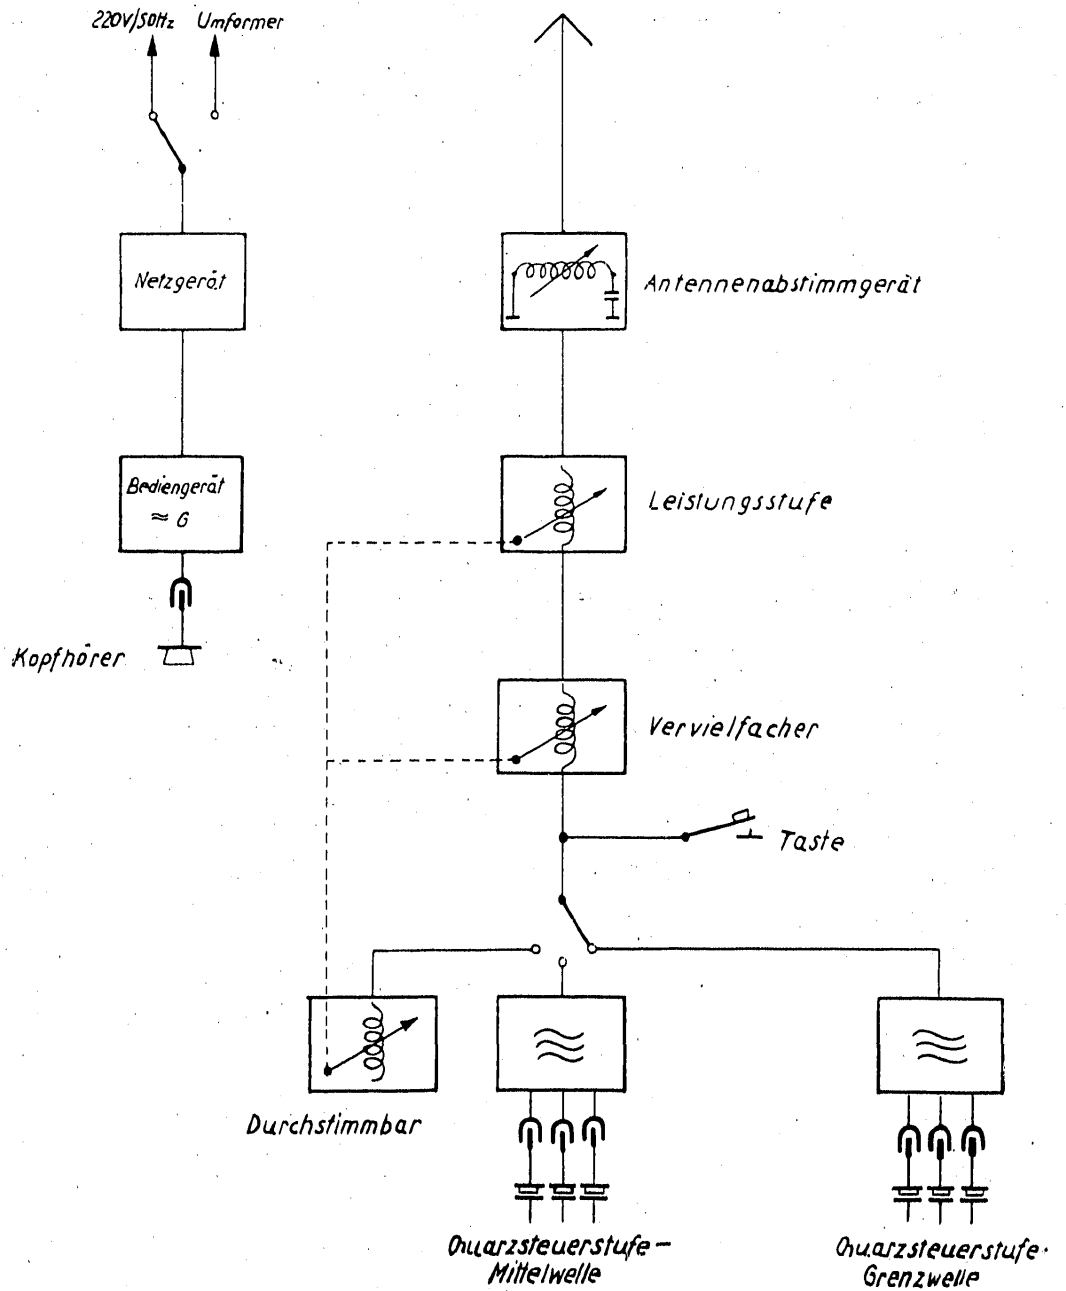 220V/50Hz Umformer
Netzgerät
Antennenabstimmgerät
Bediengerät
≈ G
Leistungsstufe
Kopfhörer
Vervielfacher
Taste
Durchstimmbar
Quarzsteuerstufe-
Mittelwelle
Quarzsteuerstufe-
Grenzwelle